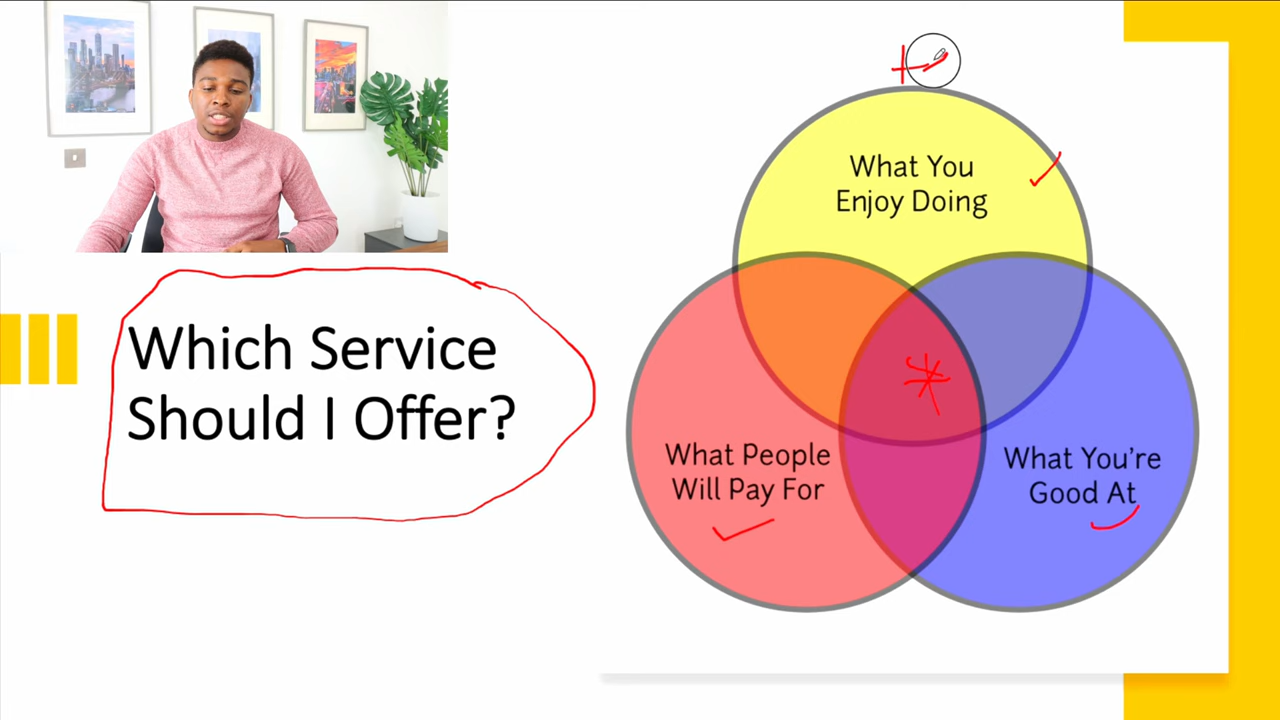 Which Service
Should I Offer?
What You
Enjoy Doing
What People
Will Pay For
What You're
Good At